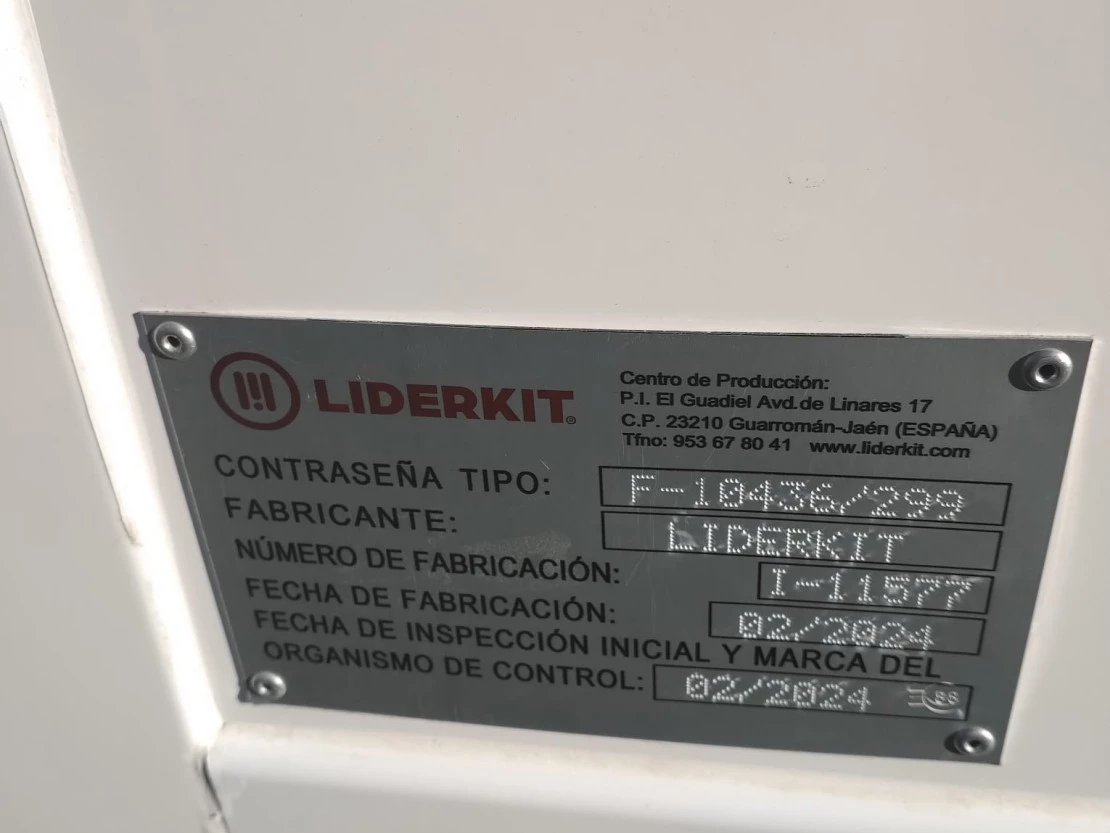 LIDERKIT®
Centro de Producción:
P.I. El Guadiel Avd. de Linares 17
C.P. 23210 Guarromán-Jaén (ESPAÑA)
Tfno: 953 67 80 41 www.liderkit.com
CONTRASEÑA TIPO: F-10436/299
FABRICANTE: LIDERKIT
NÚMERO DE FABRICACIÓN: I-11577
FECHA DE FABRICACIÓN: 02/2024
FECHA DE INSPECCIÓN INICIAL Y MARCA DEL
ORGANISMO DE CONTROL: 02/2024 88